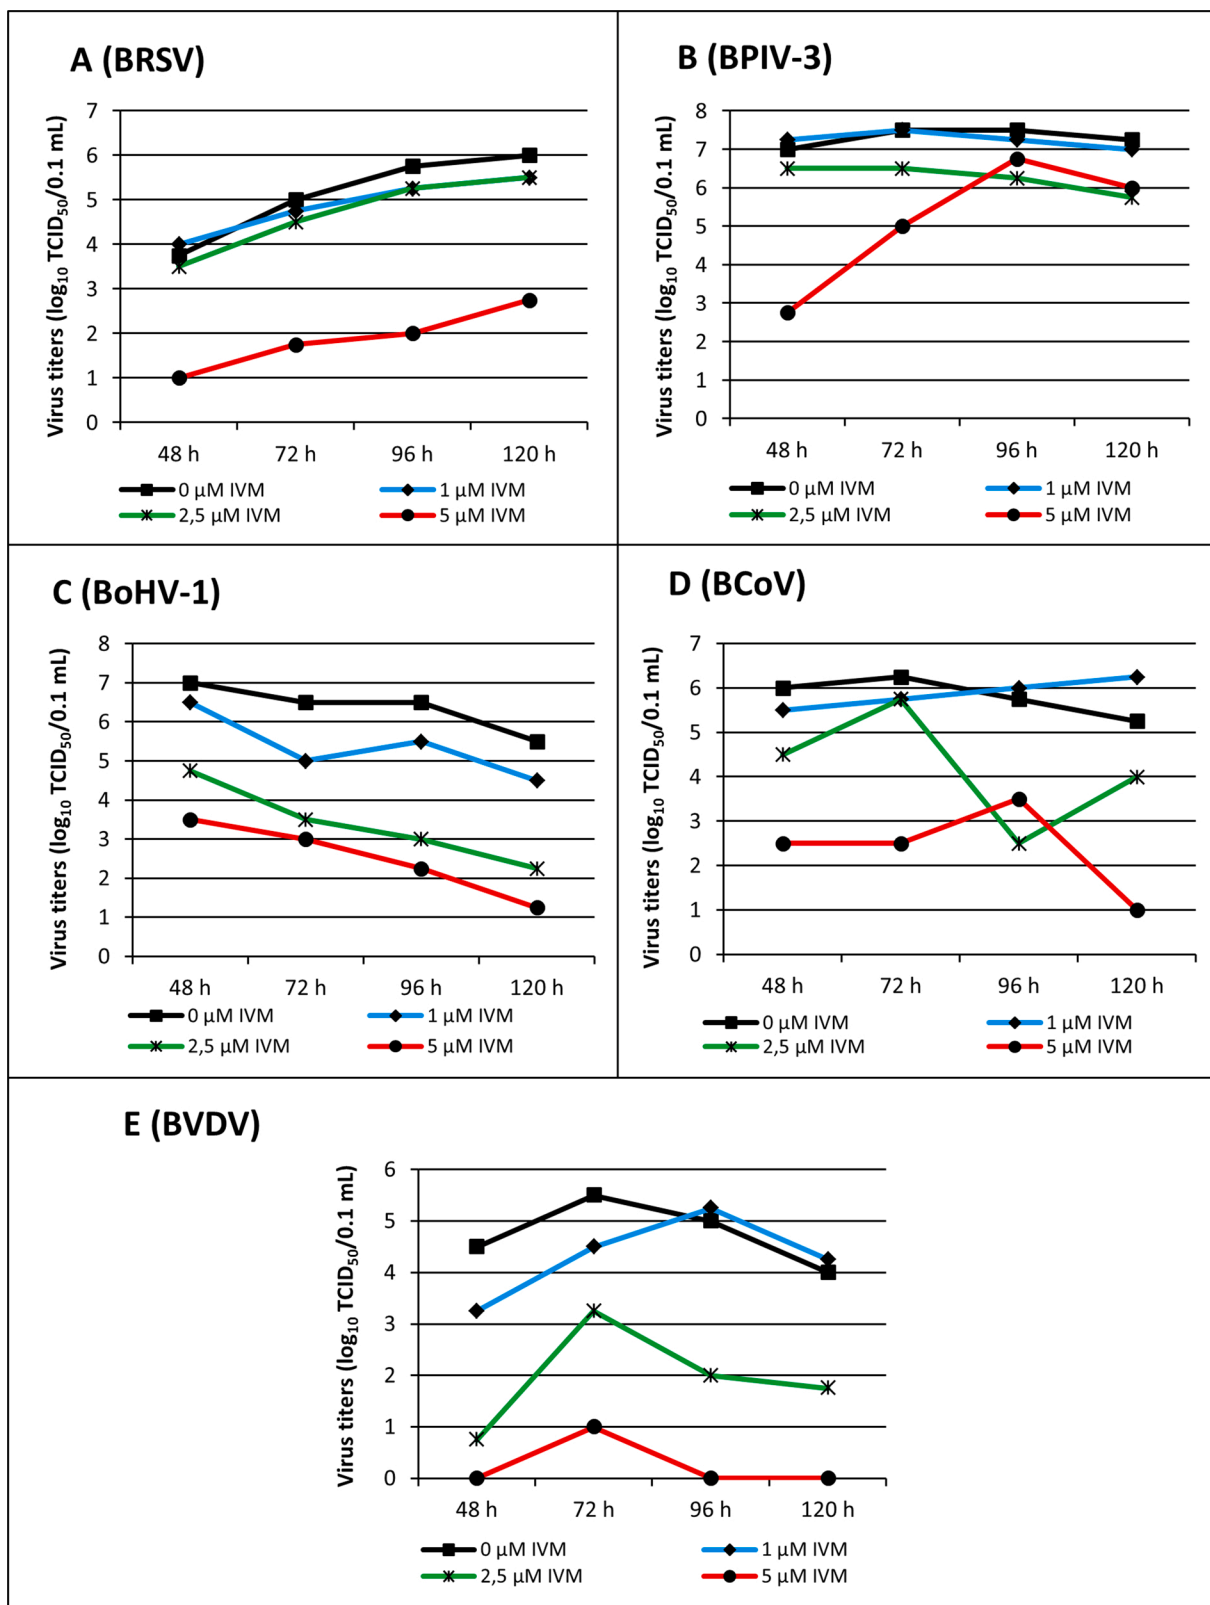 A (BRSV)
Virus titers (log10 TCID50/0.1 mL)
7
6
5
4
3
2
1
0
48 h 72 h 96 h 120 h
0 µM IVM 1 µM IVM
2,5 µM IVM 5 µM IVM
B (BPIV-3)
Virus titers (log10 TCID50/0.1 mL)
8
7
6
5
4
3
2
1
0
48 h 72 h 96 h 120 h
0 µM IVM 1 µM IVM
2,5 µM IVM 5 µM IVM
C (BoHV-1)
Virus titers (log10 TCID50/0.1 mL)
8
7
6
5
4
3
2
1
0
48 h 72 h 96 h 120 h
0 µM IVM 1 µM IVM
2,5 µM IVM 5 µM IVM
D (BCoV)
Virus titers (log10 TCID50/0.1 mL)
7
6
5
4
3
2
1
0
48 h 72 h 96 h 120 h
0 µM IVM 1 µM IVM
2,5 µM IVM 5 µM IVM
E (BVDV)
Virus titers (log10 TCID50/0.1 mL)
6
5
4
3
2
1
0
48 h 72 h 96 h 120 h
0 µM IVM 1 µM IVM
2,5 µM IVM 5 µM IVM